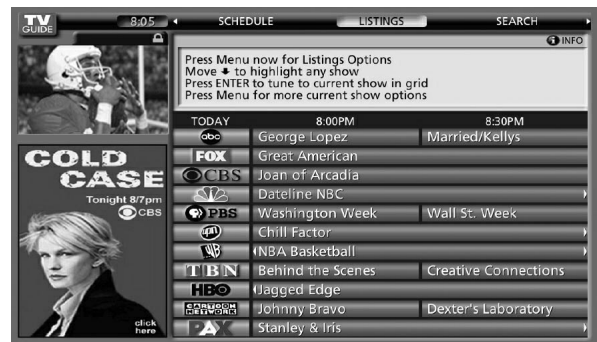 TV
GUIDE
8:05
SCHEDULE LISTINGS SEARCH
INFO
Press Menu now for Listings Options
Move to highlight any show
Press ENTER to tune to current show in grid
Press Menu for more current show options
TODAY 8:00PM 8:30PM
abc George Lopez Married/Kellys
FOX Great American
CBS Joan of Arcadia
Dateline NBC
PBS Washington Week Wall St. Week
upn Chill Factor
WB NBA Basketball
TBN Behind the Scenes Creative Connections
HBO Jagged Edge
CARTOON NETWORK Johnny Bravo Dexter's Laboratory
PAX Stanley & Iris
COLD
CASE
Tonight 8/7pm
CBS
click
here